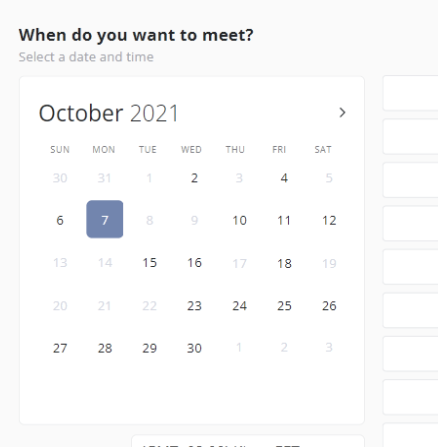 When do you want to meet?
Select a date and time
October 2021
SUN MON TUE WED THU FRI SAT
30 31 1 2 3 4 5
6 7 8 9 10 11 12
13 14 15 16 17 18 19
20 21 22 23 24 25 26
27 28 29 30 1 2 3